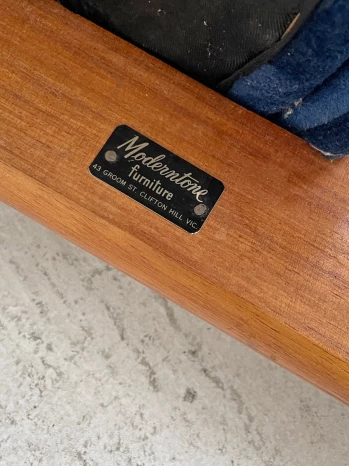 Moderntone
furniture
43 GROOM ST. CLIFTON HILL VIC.